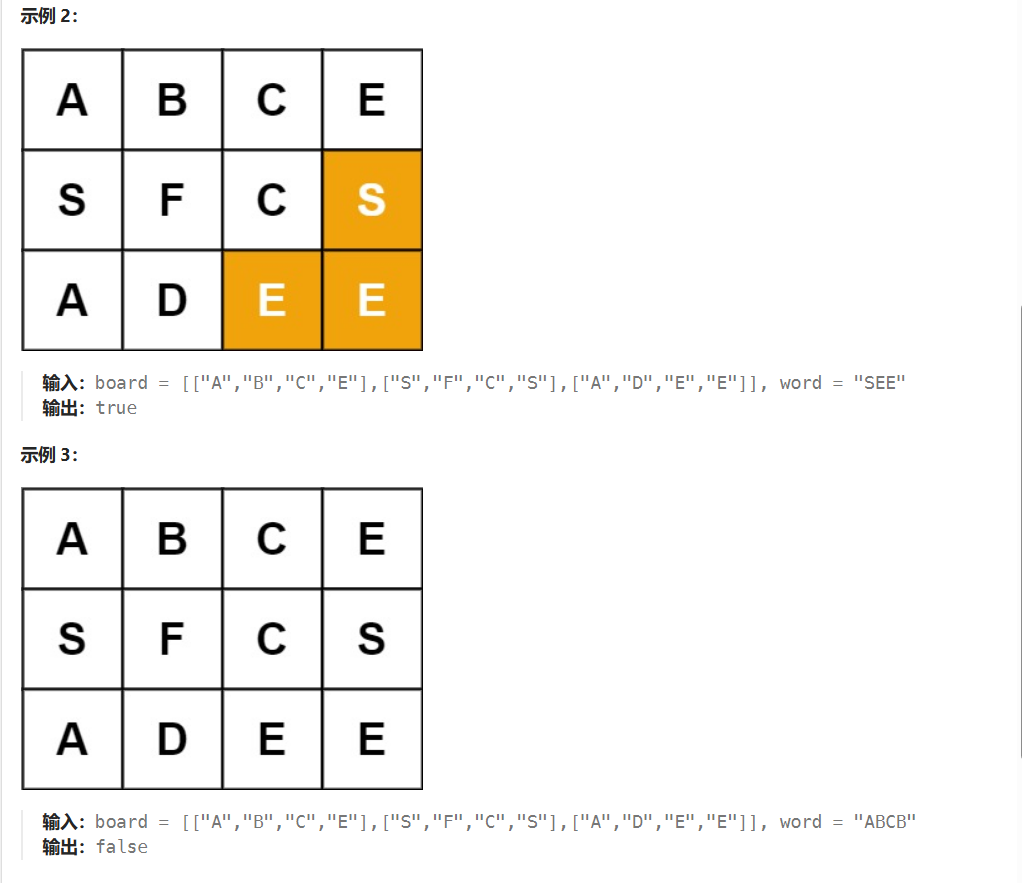 示例 2：
A B C E
S F C S
A D E E
输入：board = [["A","B","C","E"],["S","F","C","S"],["A","D","E","E"]], word = "SEE"
输出：true
示例 3：
A B C E
S F C S
A D E E
输入：board = [["A","B","C","E"],["S","F","C","S"],["A","D","E","E"]], word = "ABCB"
输出：false